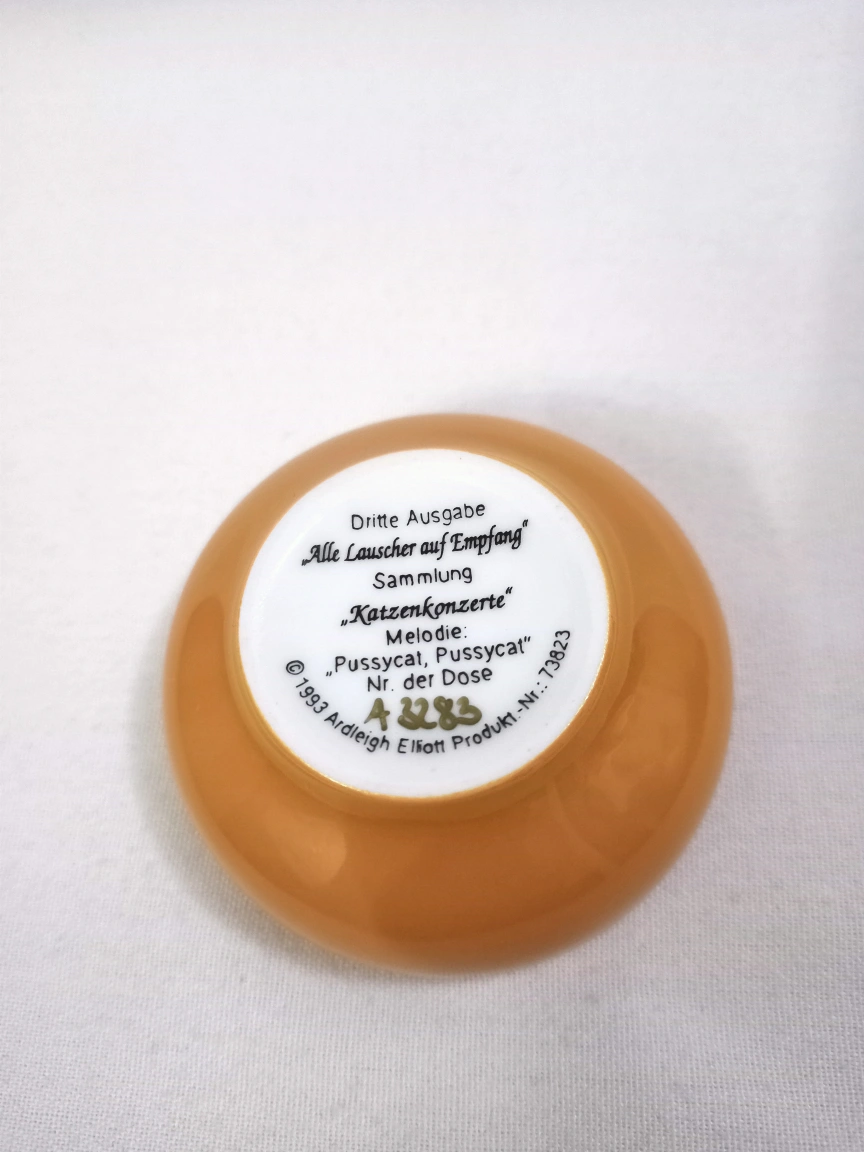 Dritte Ausgabe
„Alle Lauscher auf Empfang“
Sammlung
„Katzenkonzerte“
Melodie:
„Pussycat, Pussycat“
Nr. der Dose
A 3283
© 1993 Ardleigh Elliott Produkt.-Nr.: 73823